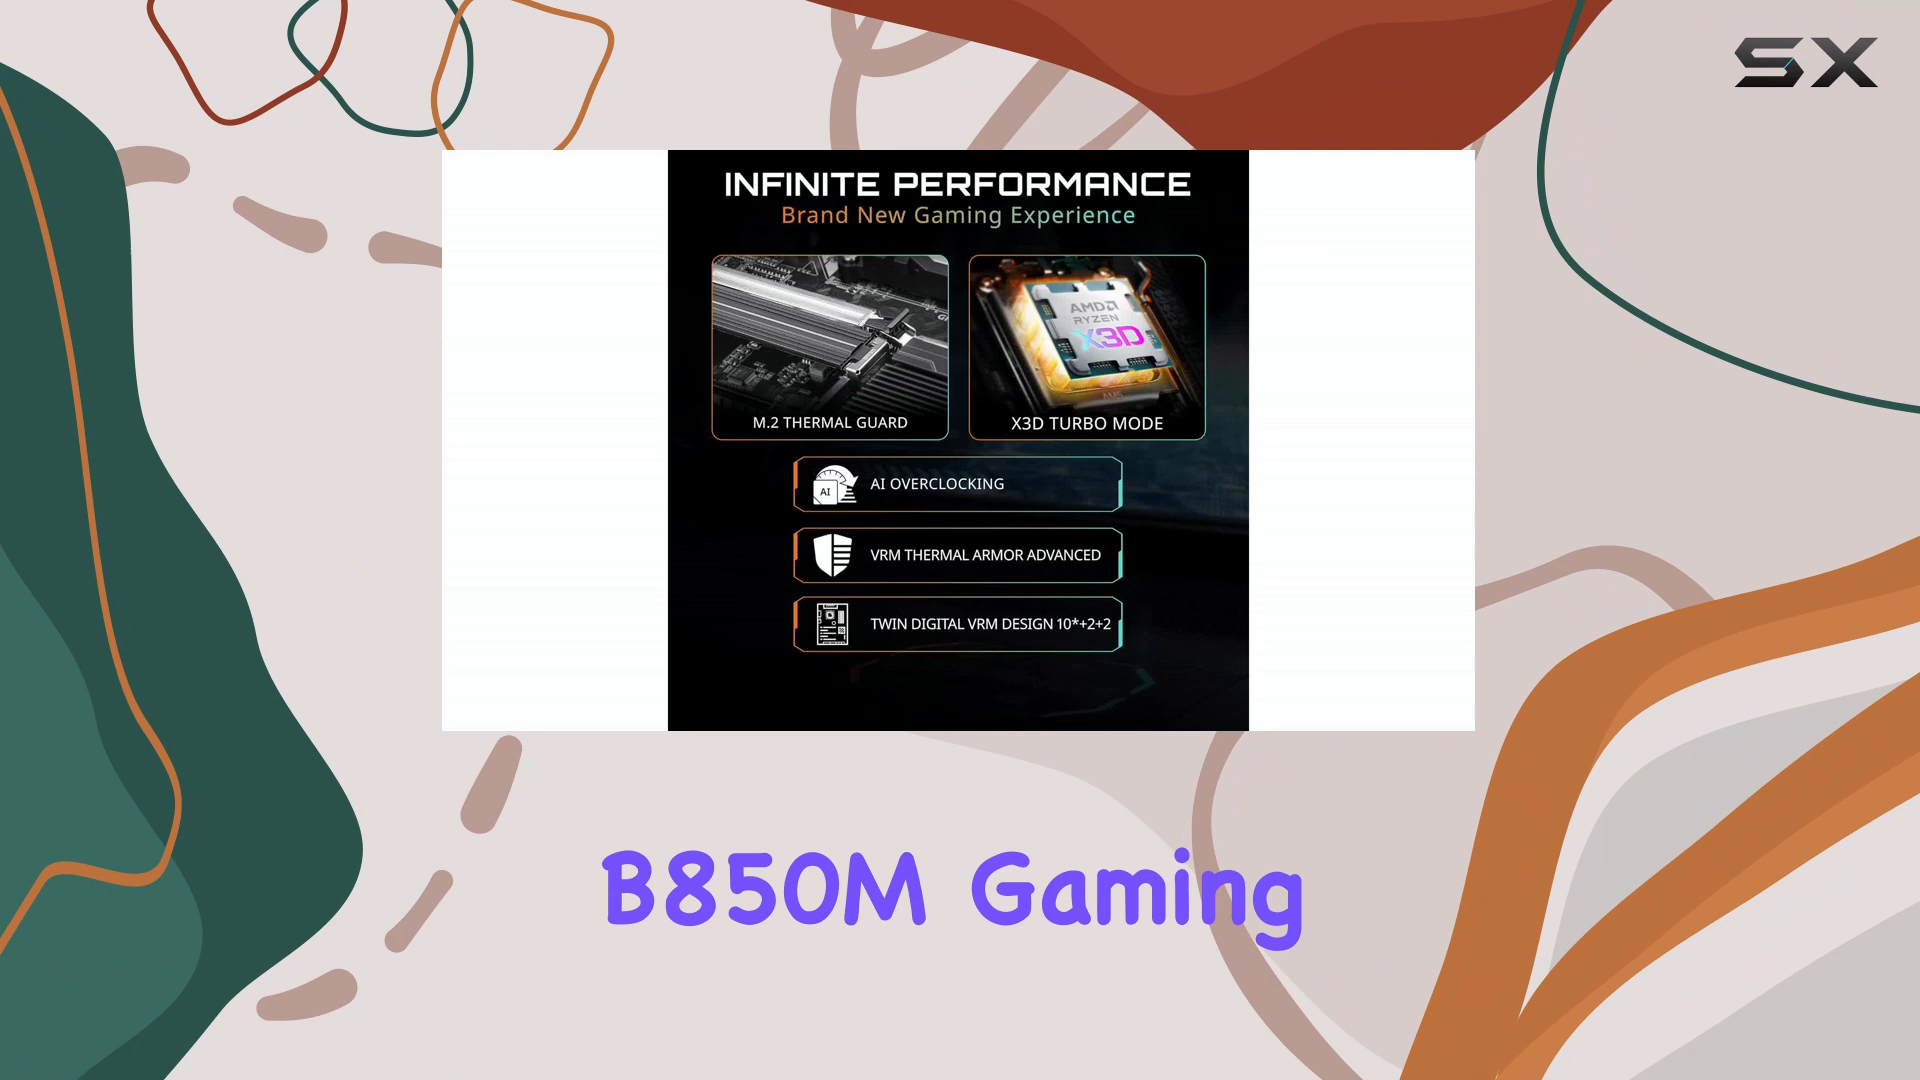 SX
INFINITE PERFORMANCE
Brand New Gaming Experience
AMD
RYZEN
X3D
AM5
M.2 THERMAL GUARD
X3D TURBO MODE
AI
AI OVERCLOCKING
VRM THERMAL ARMOR ADVANCED
TWIN DIGITAL VRM DESIGN 10*+2+2
B850M Gaming